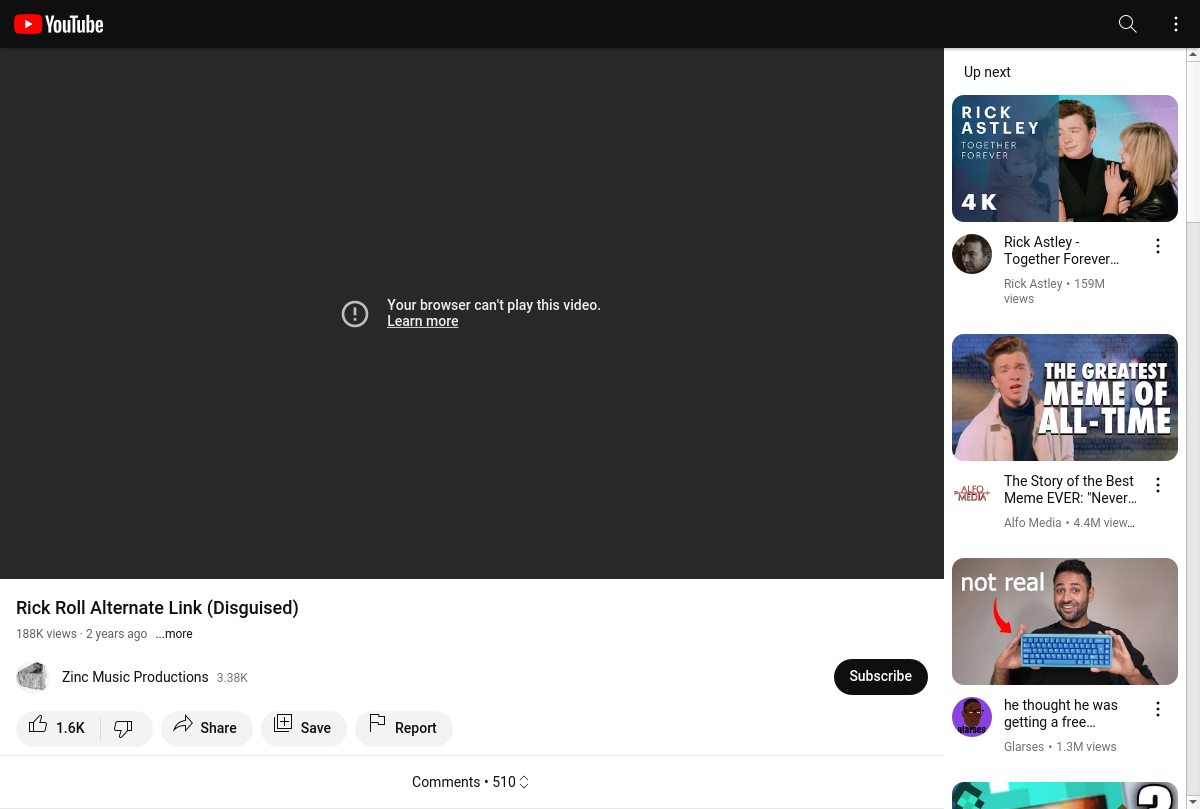 YouTube
Your browser can't play this video.
Learn more
Rick Roll Alternate Link (Disguised)
188K views · 2 years ago ...more
Zinc Music Productions 3.38K
Subscribe
1.6K
Share
Save
Report
Comments • 510
Up next
RICK
ASTLEY
TOGETHER
FOREVER
4K
Rick Astley -
Together Forever...
Rick Astley • 159M
views
THE GREATEST
MEME OF
ALL-TIME
ALFO
MEDIA
The Story of the Best
Meme EVER: "Never...
Alfo Media • 4.4M view...
not real
glarses
he thought he was
getting a free...
Glarses • 1.3M views
?